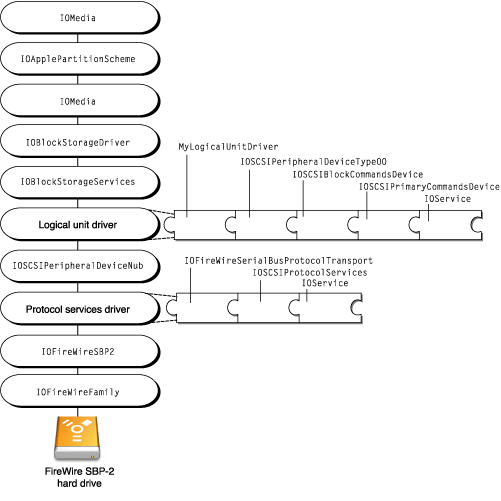 IOMedia
IOApplePartitionScheme
IOMedia
IOBlockStorageDriver
IOBlockStorageServices
Logical unit driver
MyLogicalUnitDriver
IOSCSIPeripheralDeviceType00
IOSCSIBlockCommandsDevice
IOSCSIPrimaryCommandsDevice
IOService
IOSCSIPeripheralDeviceNub
Protocol services driver
IOFireWireSerialBusProtocolTransport
IOSCSIProtocolServices
IOService
IOFireWireSBP2
IOFireWireFamily
FireWire SBP-2
hard drive